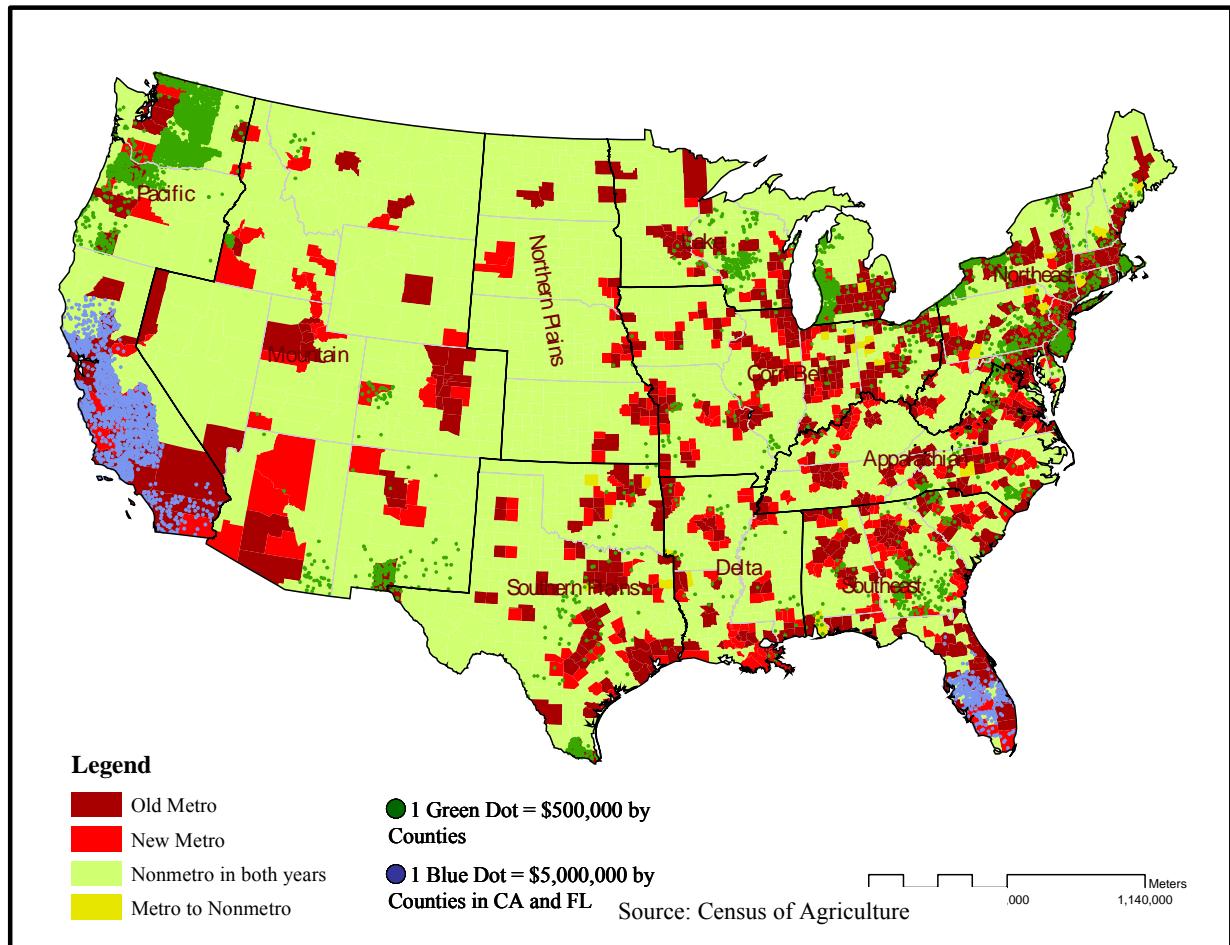 Pacific
Northern Plains
Lake
Northeast
Mountain
Corn Belt
Appalachia
Southern Plains
Delta
Southeast
Legend
Old Metro
New Metro
Nonmetro in both years
Metro to Nonmetro
1 Green Dot = $500,000 by
Counties
1 Blue Dot = $5,000,000 by
Counties in CA and FL
Source: Census of Agriculture
Meters
,000
1,140,000